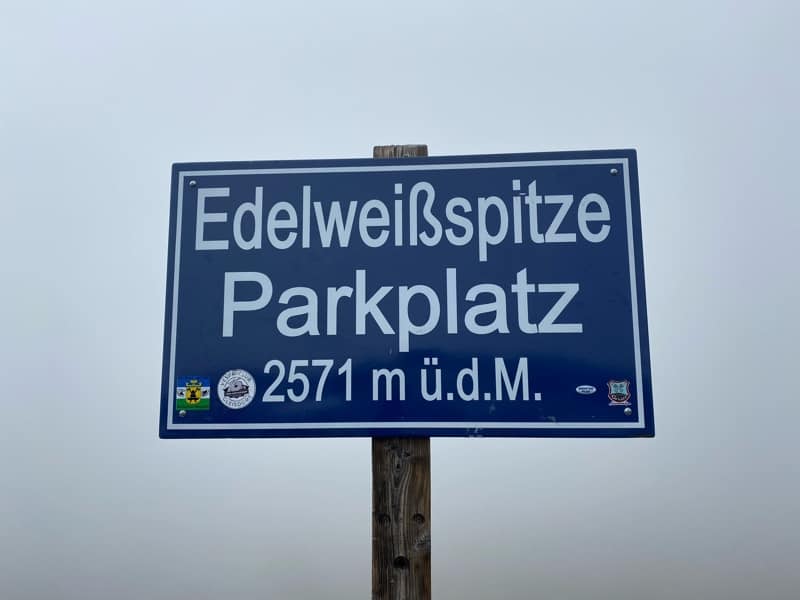 Edelweißspitze
Parkplatz
2571 m ü.d.M.